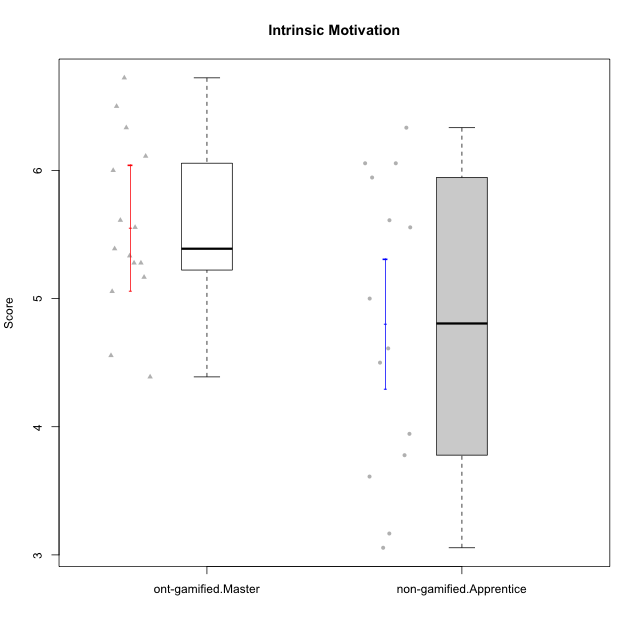 Intrinsic Motivation
Score
6
5
4
3
ont-gamified.Master
non-gamified.Apprentice